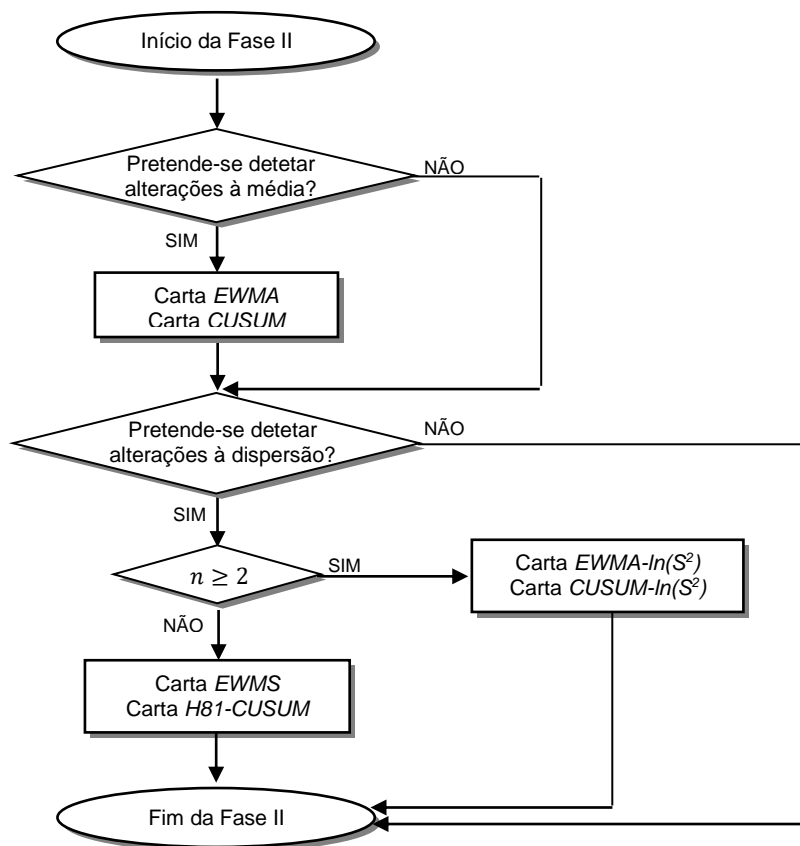 Início da Fase II
Pretende-se detetar
alterações à média?
NÃO
SIM
Carta EWMA
Carta CUSUM
Pretende-se detetar
alterações à dispersão?
NÃO
SIM
n ≥ 2
SIM
Carta EWMA-ln(S²)
Carta CUSUM-ln(S²)
NÃO
Carta EWMS
Carta H81-CUSUM
Fim da Fase II